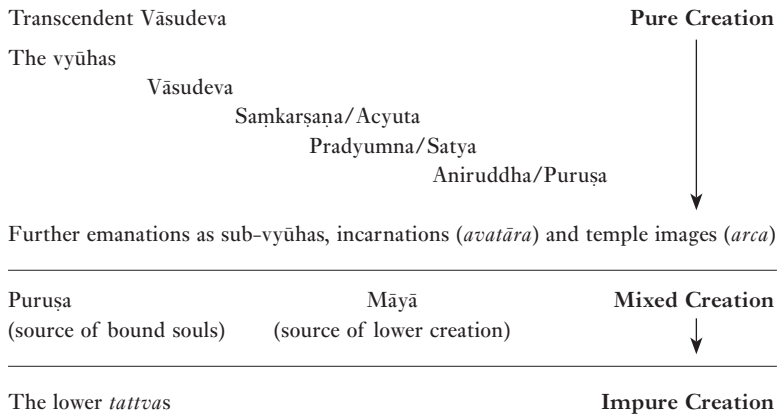 Transcendent Vāsudeva Pure Creation
The vyūhas
Vāsudeva
Saṃkarṣaṇa/Acyuta
Pradyumna/Satya
Aniruddha/Puruṣa
Further emanations as sub-vyūhas, incarnations (avatāra) and temple images (arca)
Puruṣa Māyā Mixed Creation
(source of bound souls) (source of lower creation)
The lower tattvas Impure Creation